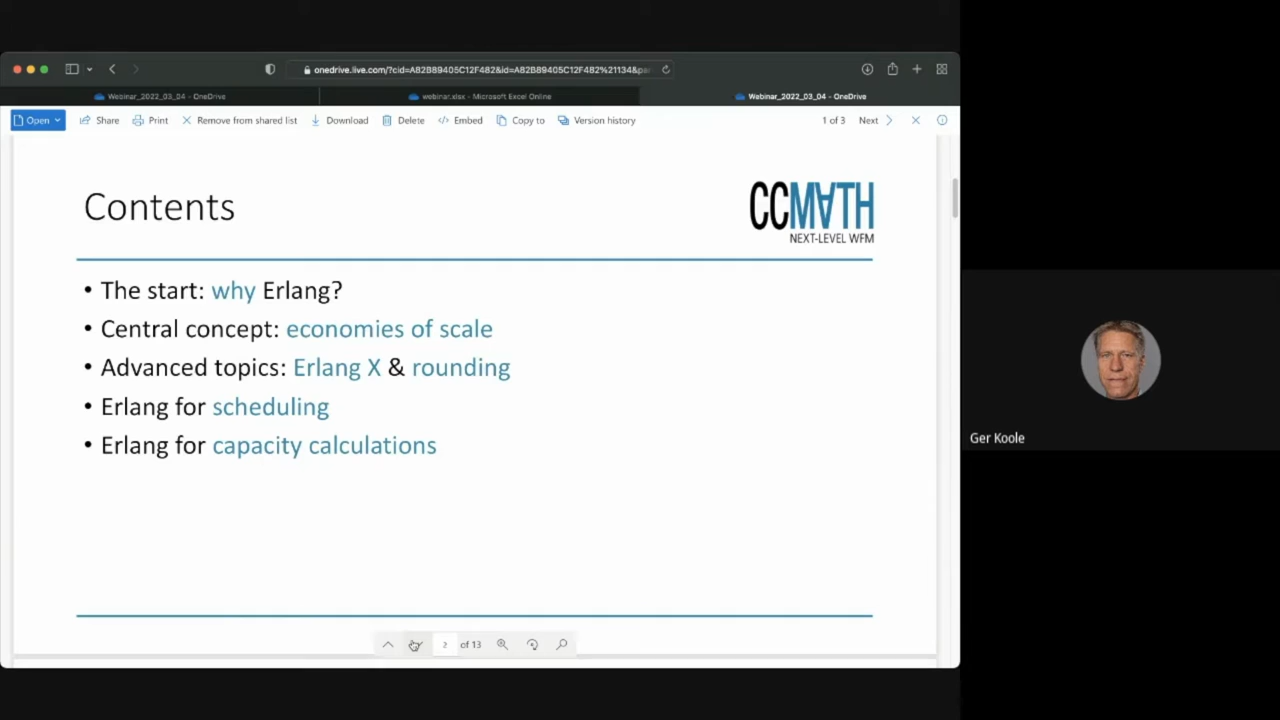 onedrive.live.com/?cid=A82B89405C12F482&id=A82B89405C12F482%21134&pa
Webinar_2022_03_04 - OneDrive
webinar.xlsx - Microsoft Excel Online
Webinar_2022_03_04 - OneDrive
Open Share Print Remove from shared list Download Delete Embed Copy to Version history 1 of 3 Next
Contents
CCM∀TH
NEXT-LEVEL WFM
• The start: why Erlang?
• Central concept: economies of scale
• Advanced topics: Erlang X & rounding
• Erlang for scheduling
• Erlang for capacity calculations
Ger Koole
2 of 13